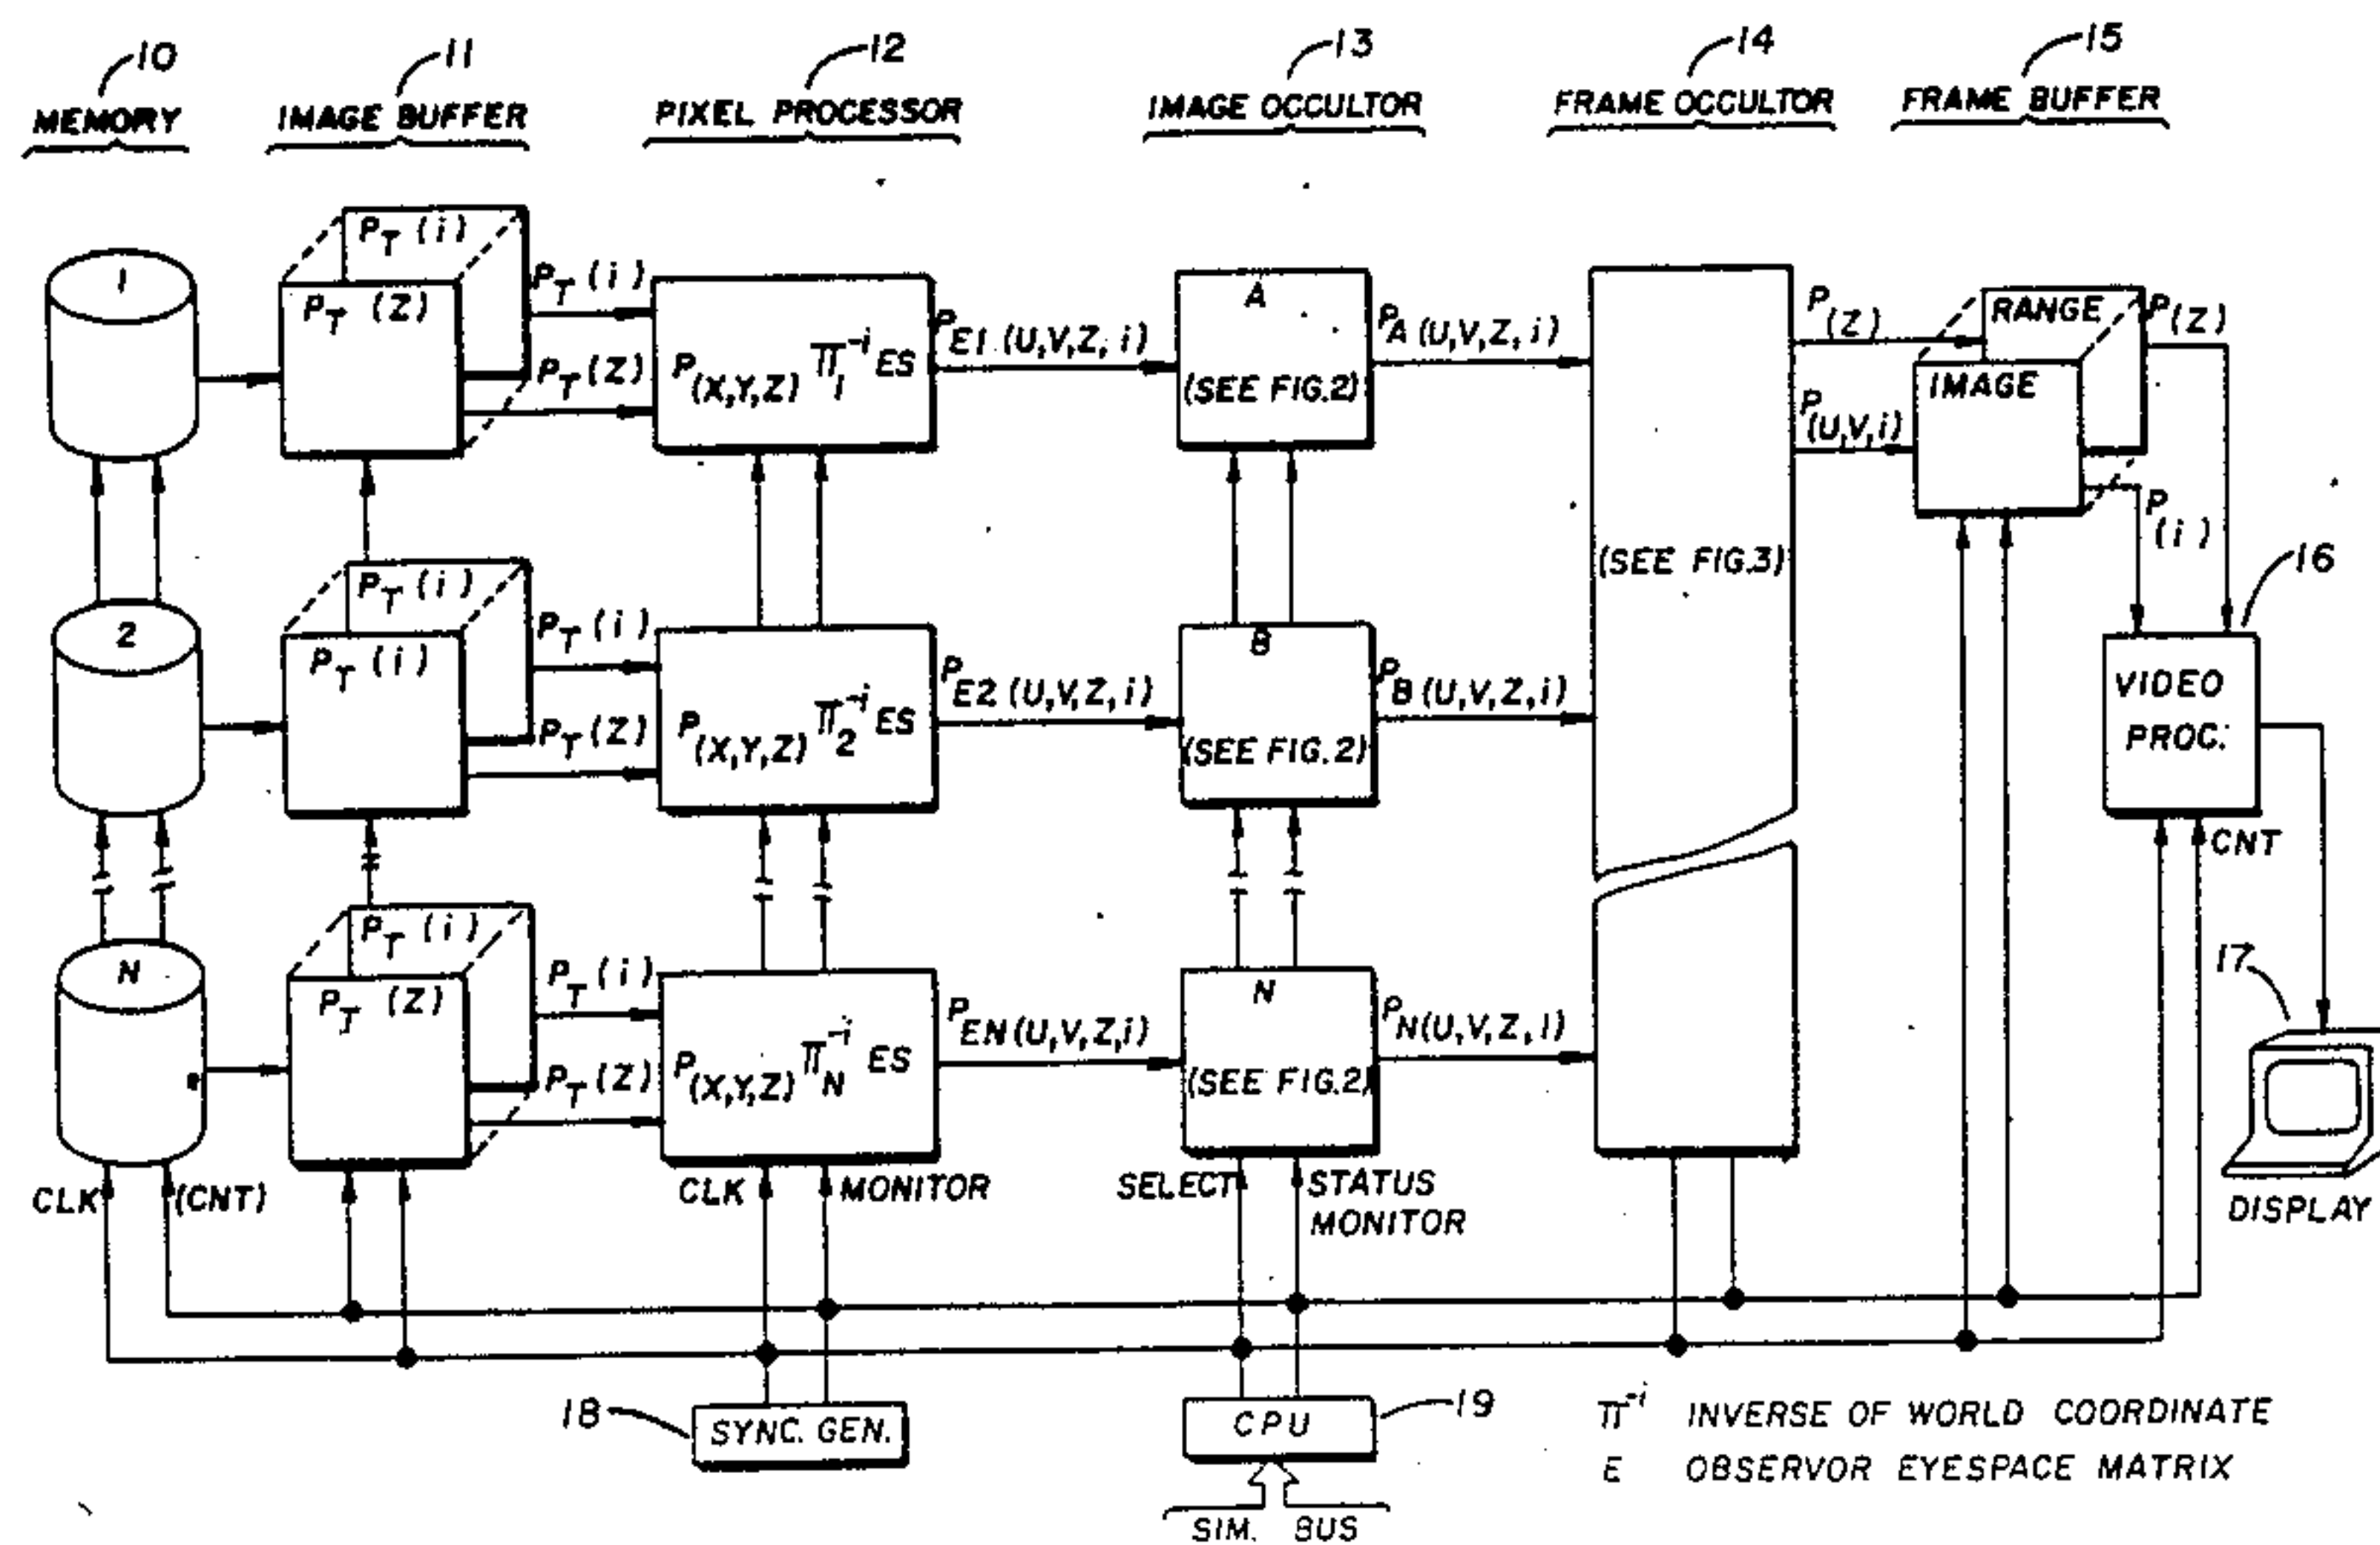 10 11 12 13 14 15
MEMORY IMAGE BUFFER PIXEL PROCESSOR IMAGE OCCULTOR FRAME OCCULTOR FRAME BUFFER
1
P_T (i)
P_T (Z)
P_T (i)
P_T (Z)
P_(X,Y,Z) π_1^-i ES
P_E1 (U,V,Z,i)
A
(SEE FIG.2)
P_A (U,V,Z,i)
P_(Z)
P_(U,V,i)
RANGE
IMAGE
P_(Z)
P_(i)
2
P_T (i)
P_T (i)
P_T (i)
P_T (Z)
P_(X,Y,Z) π_2^-i ES
P_E2 (U,V,Z,i)
B
(SEE FIG.2)
P_B (U,V,Z,i)
(SEE FIG.3)
16
VIDEO
PROC.
CNT
N
P_T (i)
P_T (Z)
P_T (i)
P_T (Z)
P_(X,Y,Z) π_N^-i ES
P_EN (U,V,Z,i)
N
(SEE FIG.2)
P_N (U,V,Z,I)
17
DISPLAY
CLK (CNT)
CLK MONITOR
SELECT STATUS
MONITOR
18 SYNC. GEN.
CPU 19
SIM. BUS
π^-i INVERSE OF WORLD COORDINATE
E OBSERVOR EYESPACE MATRIX